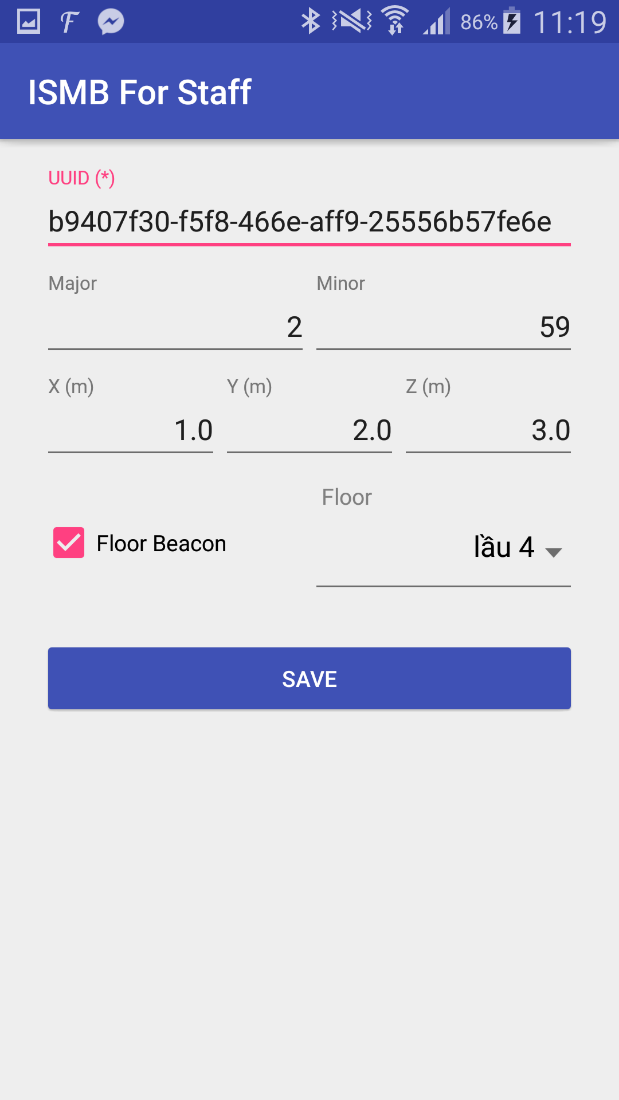 86% 11:19
ISMB For Staff
UUID (*)
b9407f30-f5f8-466e-aff9-25556b57fe6e
Major Minor
2 59
X (m) Y (m) Z (m)
1.0 2.0 3.0
Floor
Floor Beacon lầu 4
SAVE